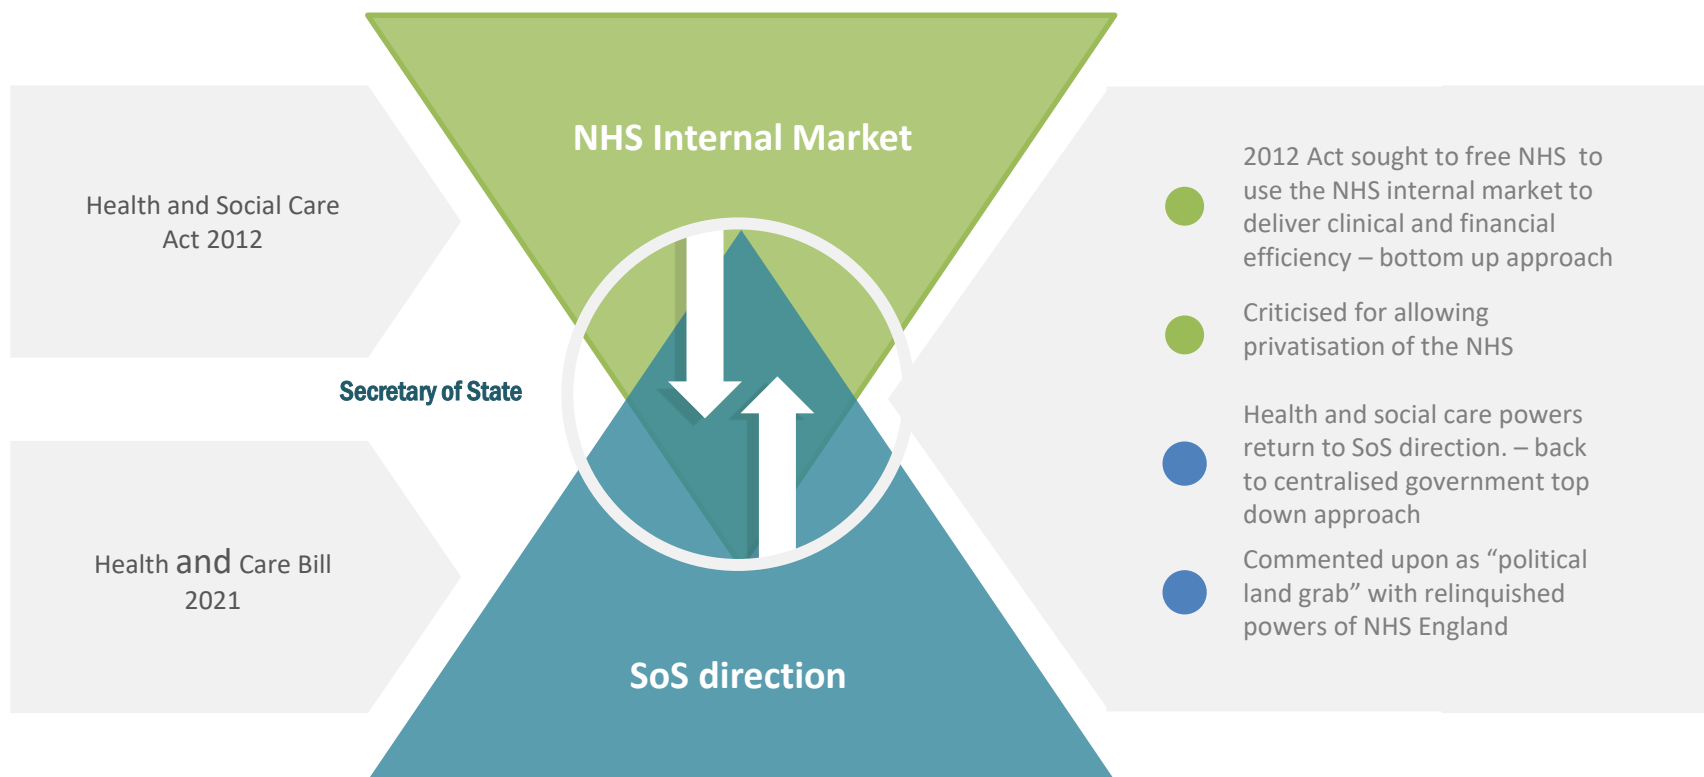 NHS Internal Market
Health and Social Care
Act 2012
Secretary of State
Health and Care Bill
2021
SoS direction
2012 Act sought to free NHS  to
use the NHS internal market to
deliver clinical and financial
efficiency – bottom up approach
Criticised for allowing
privatisation of the NHS
Health and social care powers
return to SoS direction. – back
to centralised government top
down approach
Commented upon as “political
land grab” with relinquished
powers of NHS England